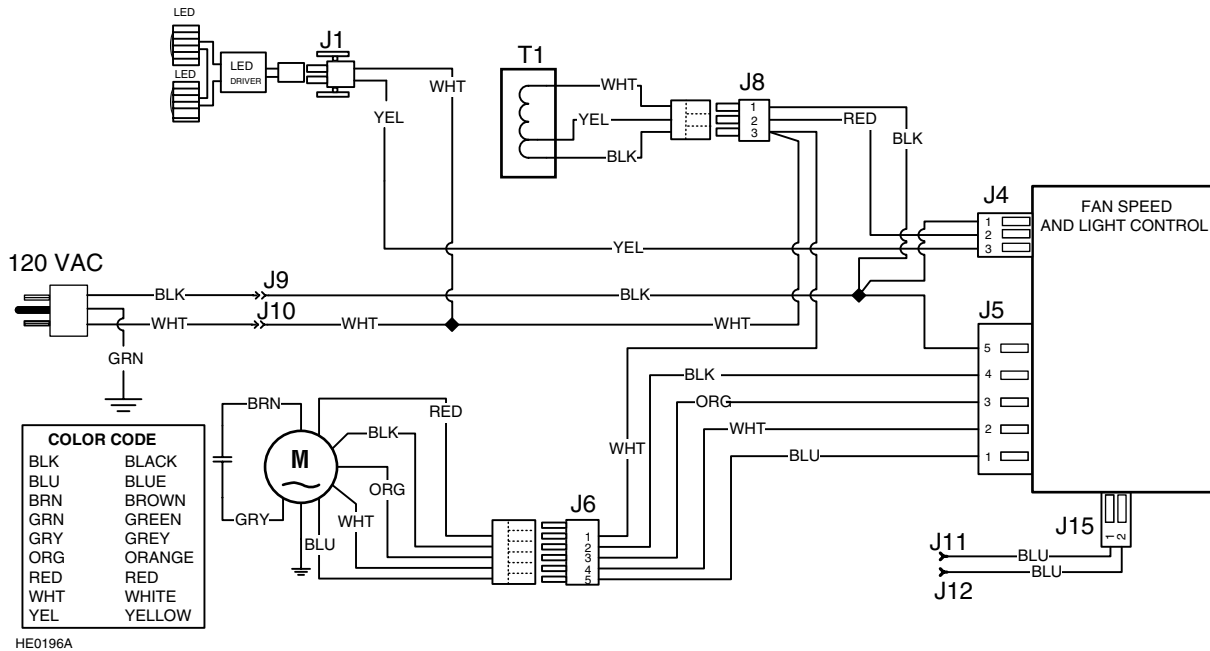 LED
LED
LED
DRIVER
J1
WHT
YEL
T1
WHT
YEL
BLK
J8
1
2
3
RED
BLK
J4
1
2
3
FAN SPEED
AND LIGHT CONTROL
YEL
120 VAC
BLK
J9
BLK
WHT
J10
WHT
WHT
GRN
J5
5
4
3
2
1
BLK
ORG
WHT
BLU
WHT
BRN
RED
BLK
M
ORG
GRY
WHT
BLU
J6
1
2
3
4
5
J15
1
2
J11
BLU
J12
BLU
COLOR CODE
BLK BLACK
BLU BLUE
BRN BROWN
GRN GREEN
GRY GREY
ORG ORANGE
RED RED
WHT WHITE
YEL YELLOW
HE0196A